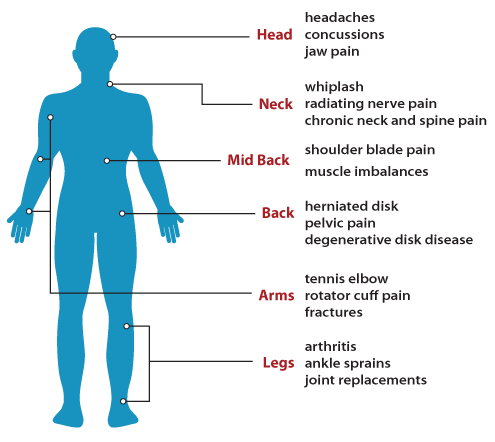 Head
headaches
concussions
jaw pain
Neck
whiplash
radiating nerve pain
chronic neck and spine pain
Mid Back
shoulder blade pain
muscle imbalances
Back
herniated disk
pelvic pain
degenerative disk disease
Arms
tennis elbow
rotator cuff pain
fractures
Legs
arthritis
ankle sprains
joint replacements